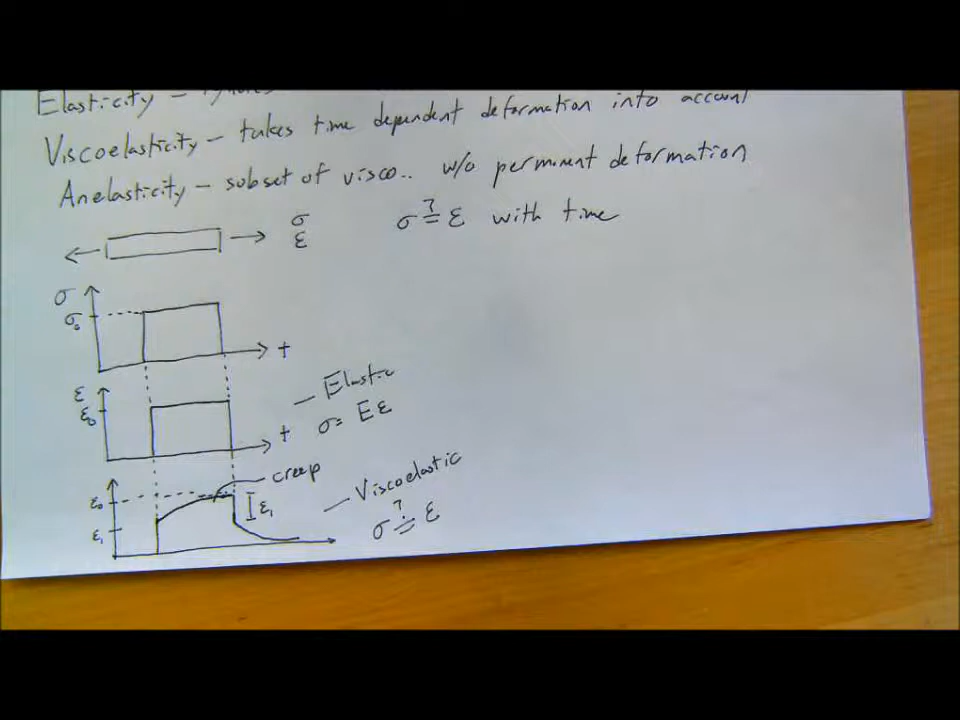 Elasticity -
Viscoelasticity - takes time dependent deformation into account
Anelasticity - subset of visco.. w/o perminent deformation
σ
ε
σ ≟ ε with time
σ
σ₀
t
ε
ε₀
t
Elastic
σ = Eε
creep
ε₀
ε₁
ε₁
Viscoelastic
σ ≟ ε